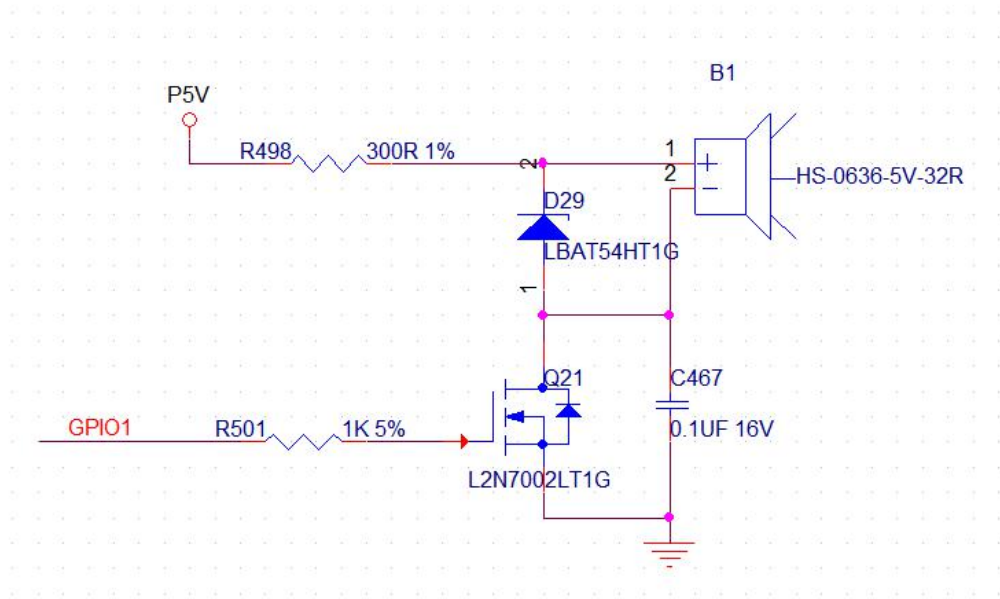 B1
P5V
R498
300R 1%
2
1
2
HS-0636-5V-32R
D29
LBAT54HT1G
1
Q21
C467
GPIO1
R501
1K 5%
0.1UF 16V
L2N7002LT1G